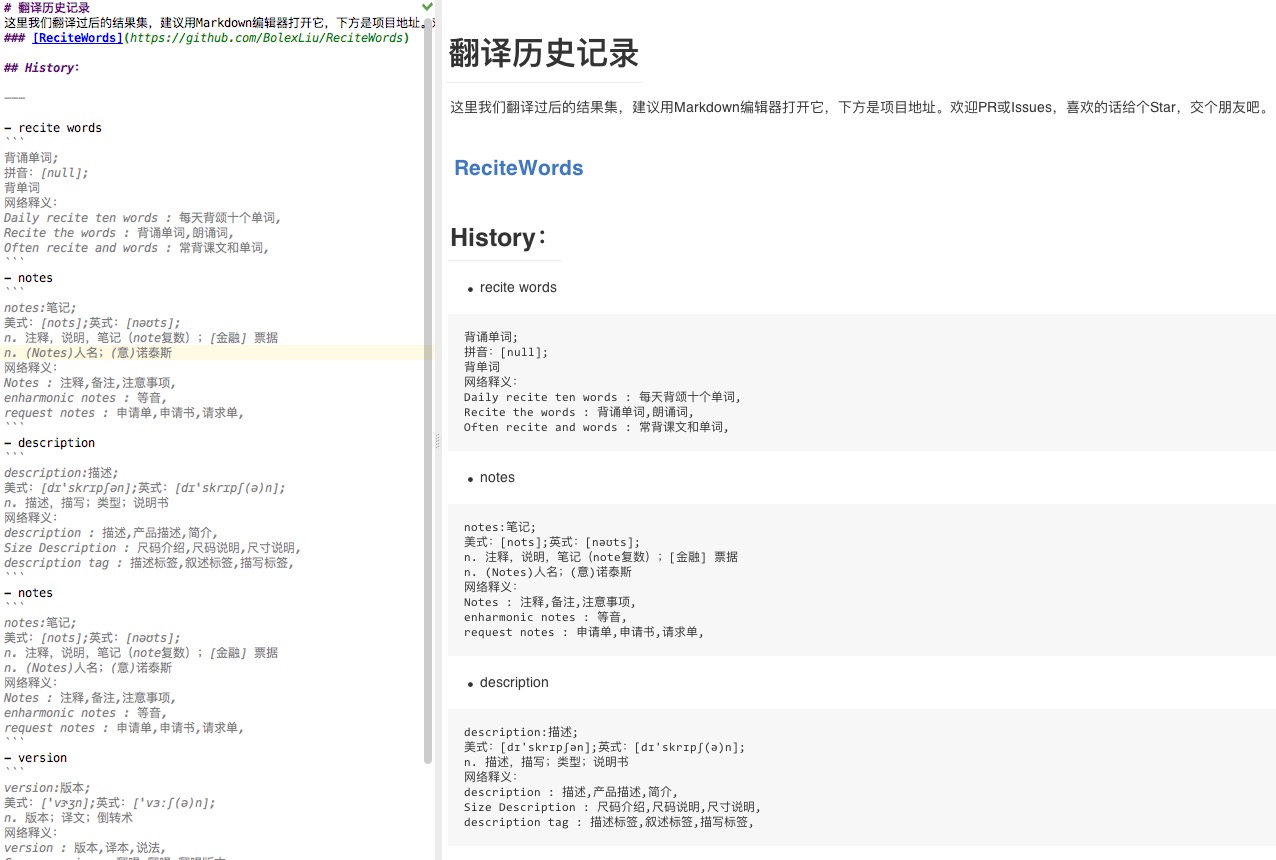 # 翻译历史记录
这里我们翻译过后的结果集，建议用Markdown编辑器打开它，下方是项目地址。
### [ReciteWords](https://github.com/BolexLiu/ReciteWords)
## History：
———
- recite words
```
背诵单词;
拼音：[null];
背单词
网络释义：
Daily recite ten words : 每天背颂十个单词,
Recite the words : 背诵单词,朗诵词,
Often recite and words : 常背课文和单词,
```
- notes
```
notes:笔记;
美式：[nots];英式：[nəʊts];
n. 注释，说明，笔记（note复数）；[金融] 票据
n. (Notes)人名；(意)诺泰斯
网络释义：
Notes : 注释,备注,注意事项,
enharmonic notes : 等音,
request notes : 申请单,申请书,请求单,
```
- description
```
description:描述;
美式：[dɪ'skrɪpʃən];英式：[dɪ'skrɪpʃ(ə)n];
n. 描述，描写；类型；说明书
网络释义：
description : 描述,产品描述,简介,
Size Description : 尺码介绍,尺码说明,尺寸说明,
description tag : 描述标签,叙述标签,描写标签,
```
- notes
```
notes:笔记;
美式：[nots];英式：[nəʊts];
n. 注释，说明，笔记（note复数）；[金融] 票据
n. (Notes)人名；(意)诺泰斯
网络释义：
Notes : 注释,备注,注意事项,
enharmonic notes : 等音,
request notes : 申请单,申请书,请求单,
```
- version
```
version:版本;
美式：['vɝʒn];英式：['vɜːʃ(ə)n];
n. 版本；译文；倒转术
网络释义：
version : 版本,译本,说法,
翻译历史记录
这里我们翻译过后的结果集，建议用Markdown编辑器打开它，下方是项目地址。欢迎PR或Issues，喜欢的话给个Star，交个朋友吧。
ReciteWords
History：
• recite words
背诵单词;
拼音：[null];
背单词
网络释义：
Daily recite ten words : 每天背颂十个单词,
Recite the words : 背诵单词,朗诵词,
Often recite and words : 常背课文和单词,
• notes
notes:笔记;
美式：[nots];英式：[nəʊts];
n. 注释，说明，笔记（note复数）；[金融] 票据
n. (Notes)人名；(意)诺泰斯
网络释义：
Notes : 注释,备注,注意事项,
enharmonic notes : 等音,
request notes : 申请单,申请书,请求单,
• description
description:描述;
美式：[dɪ'skrɪpʃən];英式：[dɪ'skrɪpʃ(ə)n];
n. 描述，描写；类型；说明书
网络释义：
description : 描述,产品描述,简介,
Size Description : 尺码介绍,尺码说明,尺寸说明,
description tag : 描述标签,叙述标签,描写标签,